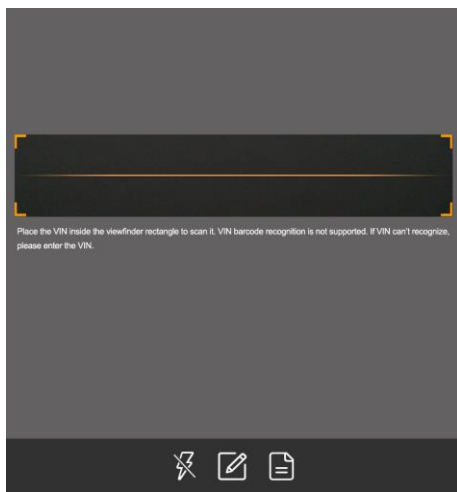 Place the VIN inside the viewfinder rectangle to scan it. VIN barcode recognition is not supported. If VIN can't recognize,
please enter the VIN.